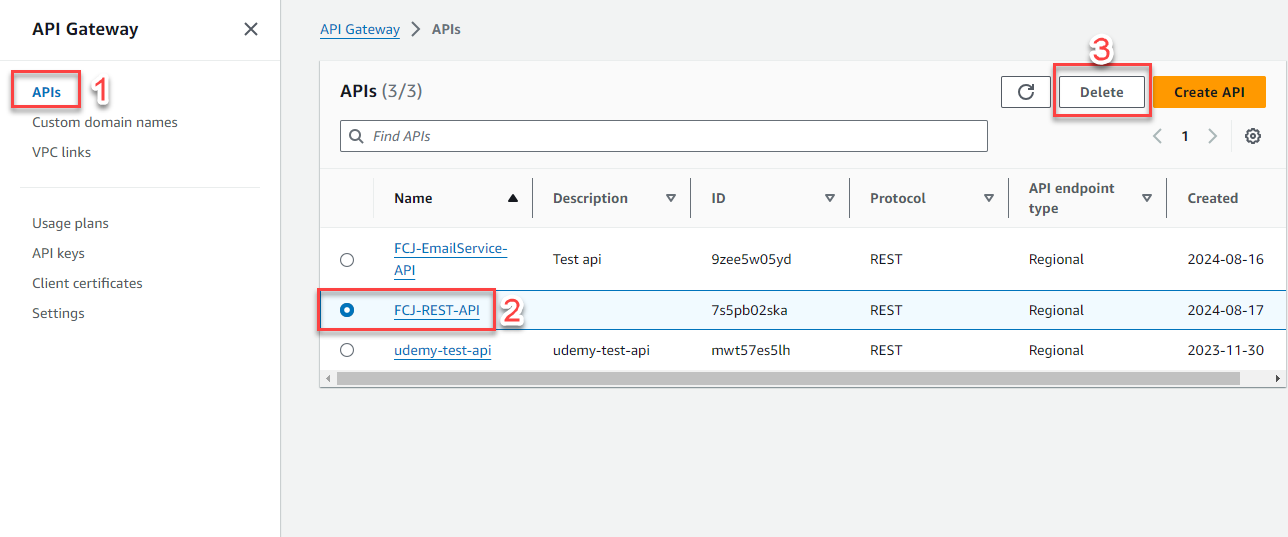 API Gateway
APIs
1
Custom domain names
VPC links
Usage plans
API keys
Client certificates
Settings
API Gateway > APIs
3
APIs (3/3)
Delete
Create API
Find APIs
1
Name Description ID Protocol API endpoint type Created
FCJ-EmailService-
API
Test api 9zee5w05yd REST Regional 2024-08-16
FCJ-REST-API 2 7s5pb02ska REST Regional 2024-08-17
udemy-test-api udemy-test-api mwt57es5lh REST Regional 2023-11-30